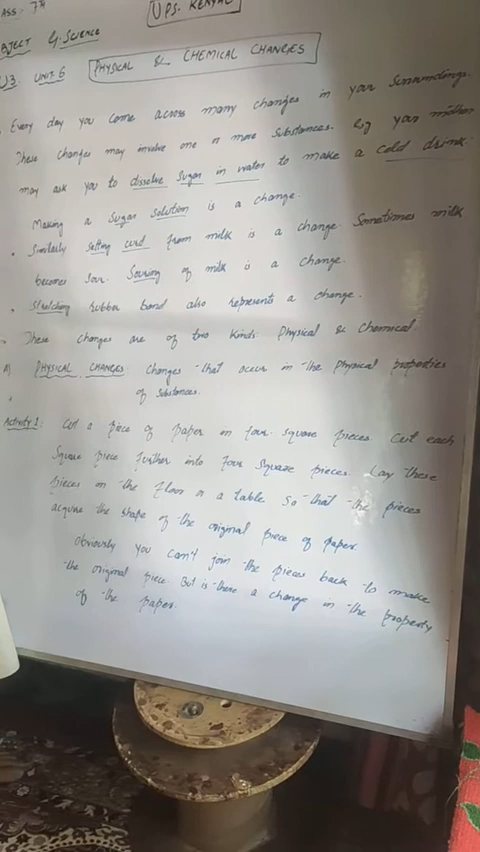 ASS:- 7th
UPS. KENYAL
BJECT G. Science
UNIT:6 PHYSICAL & CHEMICAL CHANGES
Every day you come across many changes in your surroundings.
These changes may involve one or more substances. Eg your mother
may ask you to dissolve sugar in water to make a cold drink.
Making a sugar solution is a change.
• Similarly setting curd from milk is a change. Sometimes milk
becomes sour. Souring of milk is a change.
• Stretching rubber band also represents a change.
• These changes are of two kinds: Physical & Chemical.
A) PHYSICAL CHANGES: Changes that occur in the physical properties
of substances.
Activity 1: Cut a piece of paper in four square pieces. Cut each
square piece further into four square pieces. Lay these
pieces on the floor or a table so that the pieces
acquire the shape of the original piece of paper.
Obviously you can't join the pieces back to make
the original piece. But is there a change in the property
of the paper.